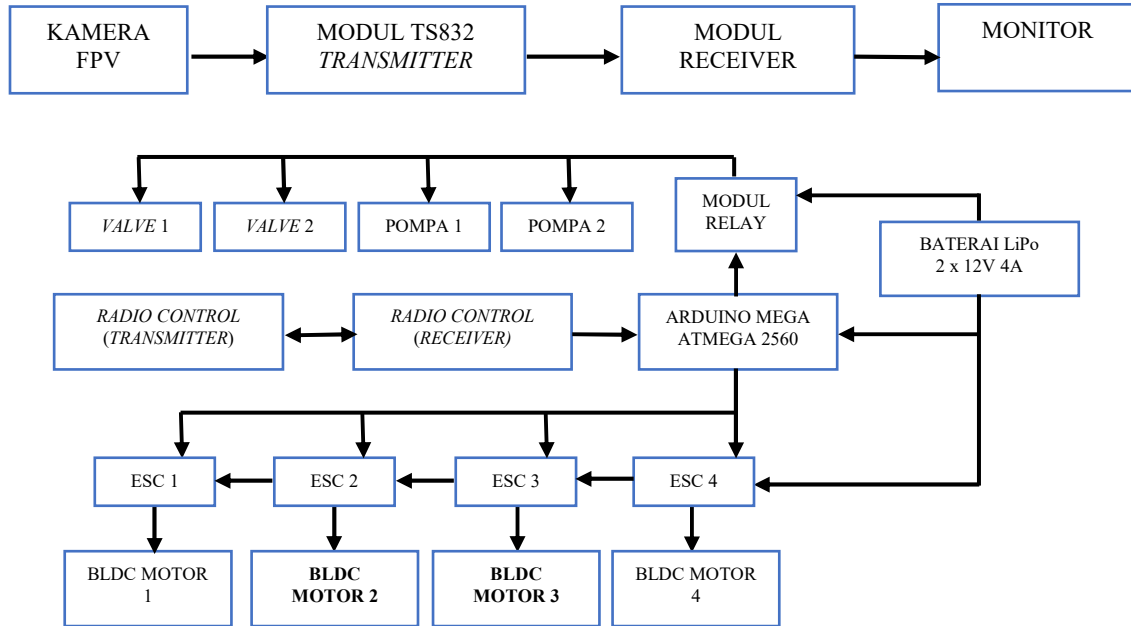 KAMERA
FPV
MODUL TS832
TRANSMITTER
MODUL
RECEIVER
MONITOR
VALVE 1
VALVE 2
POMPA 1
POMPA 2
MODUL
RELAY
BATERAI LiPo
2 x 12V 4A
RADIO CONTROL
(TRANSMITTER)
RADIO CONTROL
(RECEIVER)
ARDUINO MEGA
ATMEGA 2560
ESC 1
ESC 2
ESC 3
ESC 4
BLDC MOTOR
1
BLDC
MOTOR 2
BLDC
MOTOR 3
BLDC MOTOR
4